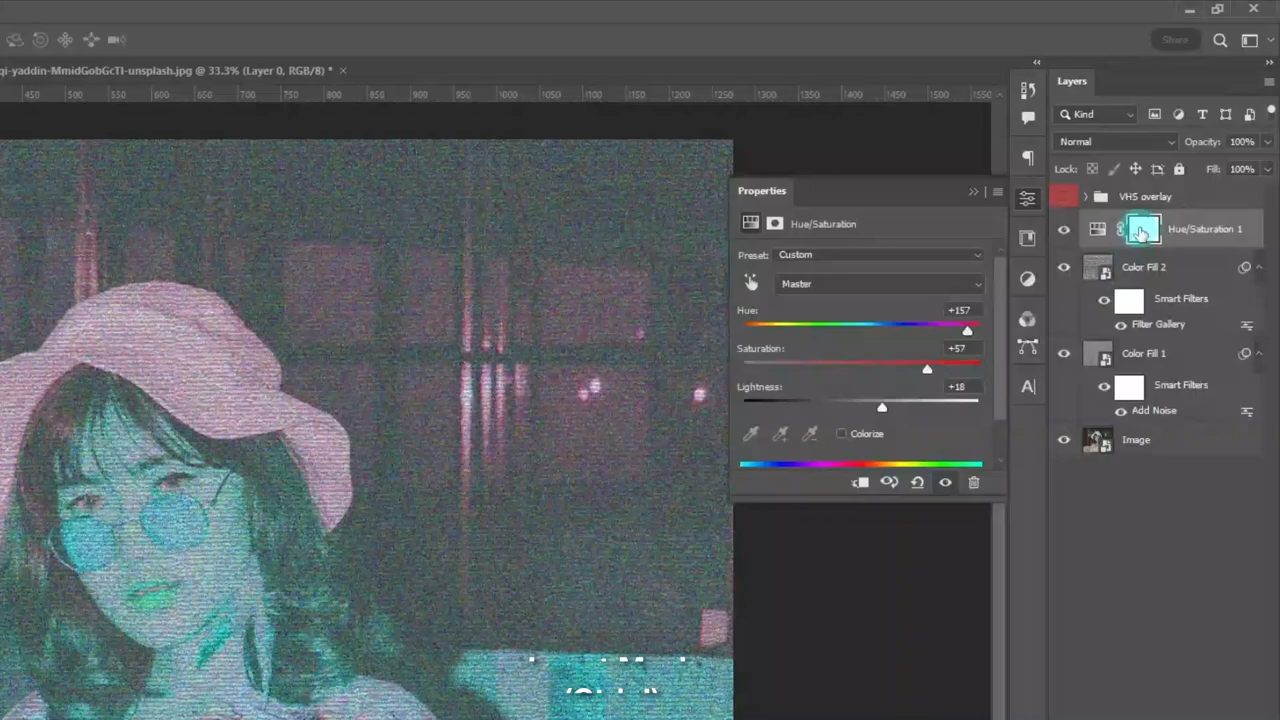 Share
qi-yaddin-MmidGobGcTI-unsplash.jpg @ 33.3% (Layer 0, RGB/8) *
450 500 550 600 650 700 750 800 850 900 950 1000 1050 1100 1150 1200 1250 1300 1350 1400 1450 1500 1550
Layers
Kind
Normal Opacity: 100%
Lock: Fill: 100%
VHS overlay
Hue/Saturation 1
Color Fill 2
Smart Filters
Filter Gallery
Color Fill 1
Smart Filters
Add Noise
Image
Properties
Hue/Saturation
Preset: Custom
Master
Hue: +157
Saturation: +57
Lightness: +18
Colorize